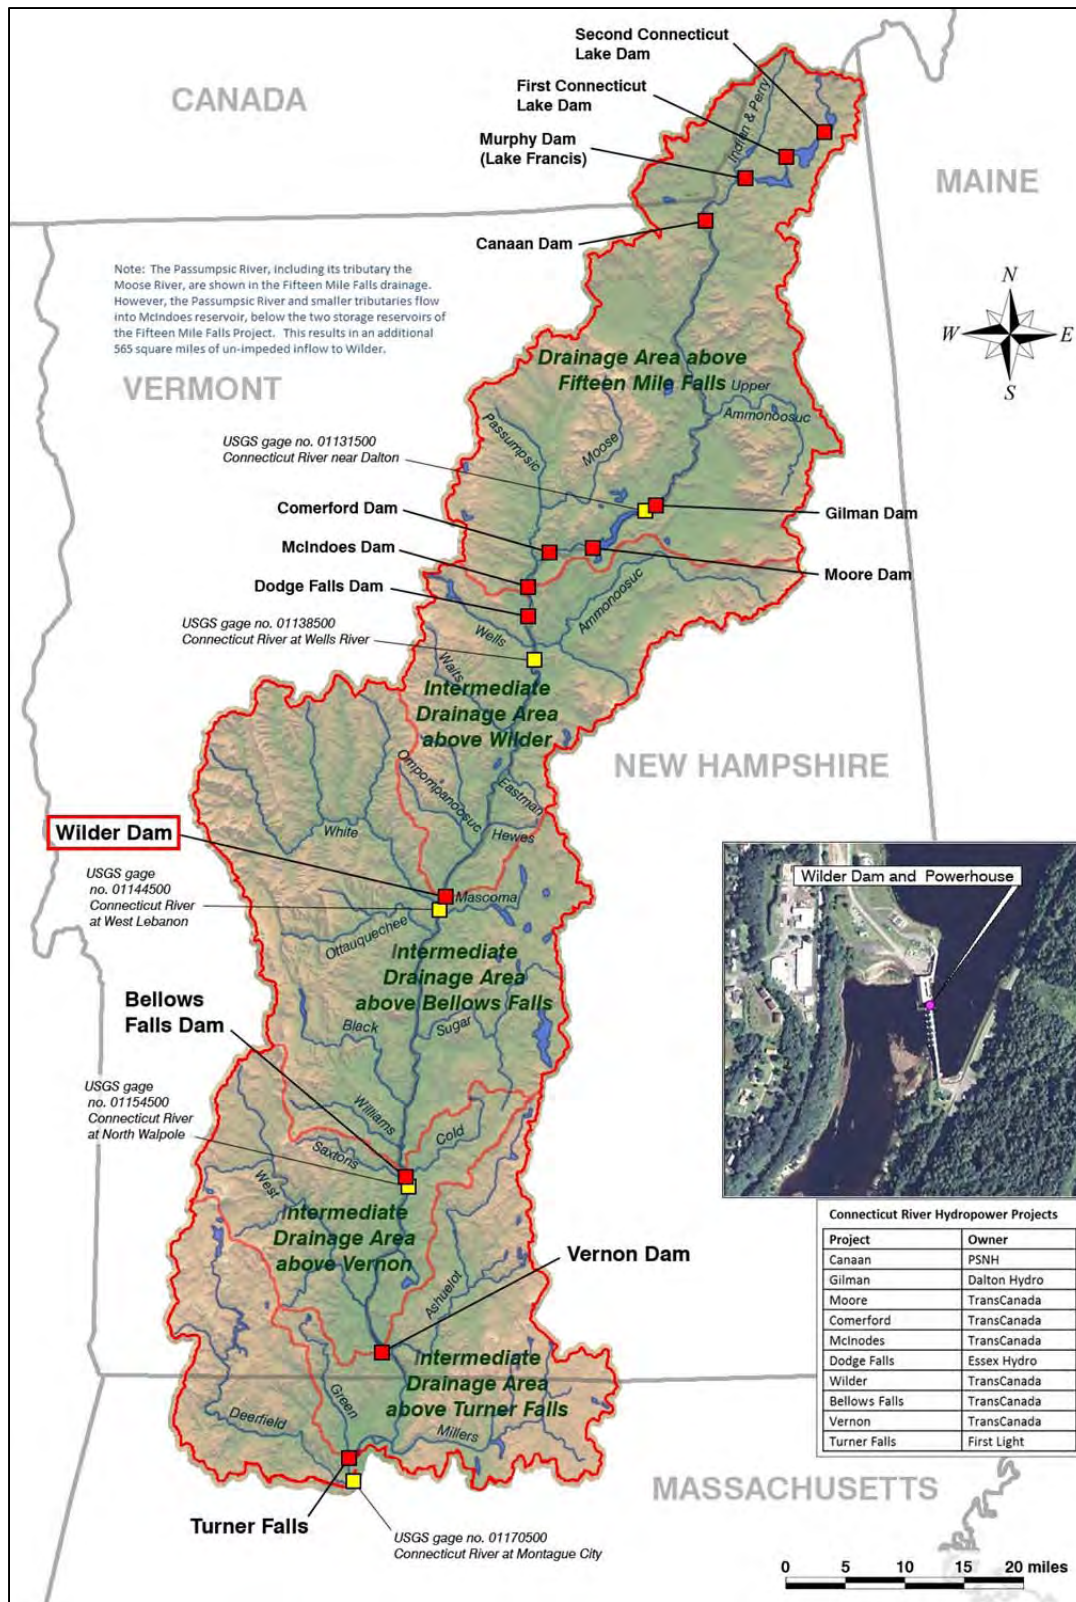 Second Connecticut
Lake Dam
First Connecticut
Lake Dam
CANADA
Murphy Dam
(Lake Francis)
Indian & Perry
MAINE
Canaan Dam
Note: The Passumpsic River, including its tributary the
Moose River, are shown in the Fifteen Mile Falls drainage.
However, the Passumpsic River and smaller tributaries flow
into McIndoes reservoir, below the two storage reservoirs of
the Fifteen Mile Falls Project. This results in an additional
565 square miles of un-impeded inflow to Wilder.
N
W
E
S
VERMONT
Drainage Area above
Fifteen Mile Falls
Upper
Ammonoosuc
Passumpsic
Moose
USGS gage no. 01131500
Connecticut River near Dalton
Comerford Dam
Gilman Dam
McIndoes Dam
Moore Dam
Dodge Falls Dam
Ammonoosuc
USGS gage no. 01138500
Connecticut River at Wells River
Wells
Waits
Intermediate
Drainage Area
above Wilder
NEW HAMPSHIRE
Ompompanoosuc
Eastman
Hewes
Wilder Dam
White
Wilder Dam and Powerhouse
USGS gage
no. 01144500
Connecticut River
at West Lebanon
Mascoma
Ottauquechee
Intermediate
Drainage Area
above Bellows Falls
Bellows
Falls Dam
Black
Sugar
USGS gage
no. 01154500
Connecticut River
at North Walpole
Williams
Cold
Saxtons
West
Intermediate
Drainage Area
above Vernon
Vernon Dam
Ashuelot
Connecticut River Hydropower Projects
Project Owner
Canaan PSNH
Gilman Dalton Hydro
Moore TransCanada
Comerford TransCanada
McInodes TransCanada
Dodge Falls Essex Hydro
Wilder TransCanada
Bellows Falls TransCanada
Vernon TransCanada
Turner Falls First Light
Intermediate
Drainage Area
above Turner Falls
Green
Deerfield
Millers
MASSACHUSETTS
Turner Falls
USGS gage no. 01170500
Connecticut River at Montague City
0 5 10 15 20 miles